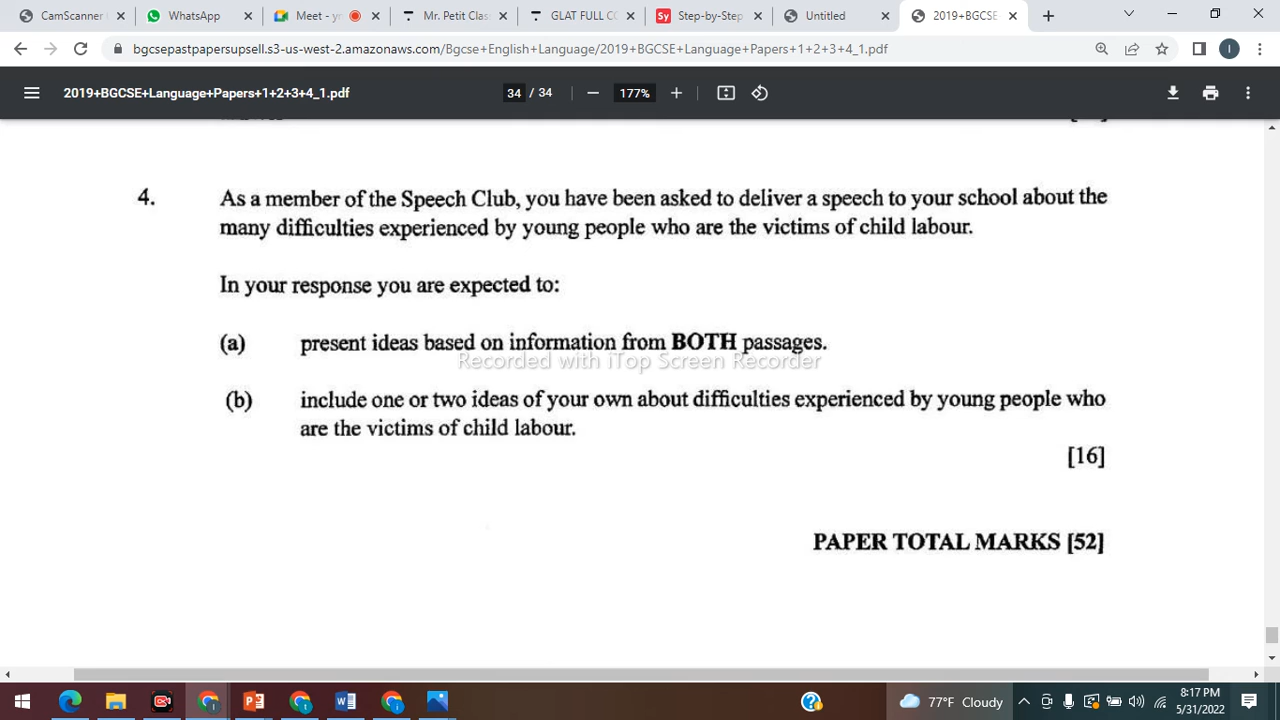 CamScanner
WhatsApp
Meet - y
Mr. Petit Clas
GLAT FULL CC
Sy
Step-by-Step
Untitled
2019+BGCSE
bgcsepastpapersupsell.s3-us-west-2.amazonaws.com/Bgcse+English+Language/2019+BGCSE+Language+Papers+1+2+3+4_1.pdf
I
2019+BGCSE+Language+Papers+1+2+3+4_1.pdf
34 / 34
177%
4. As a member of the Speech Club, you have been asked to deliver a speech to your school about the
many difficulties experienced by young people who are the victims of child labour.
In your response you are expected to:
(a) present ideas based on information from BOTH passages.
Recorded with iTop Screen Recorder
(b) include one or two ideas of your own about difficulties experienced by young people who
are the victims of child labour.
[16]
PAPER TOTAL MARKS [52]
77°F Cloudy
8:17 PM
5/31/2022